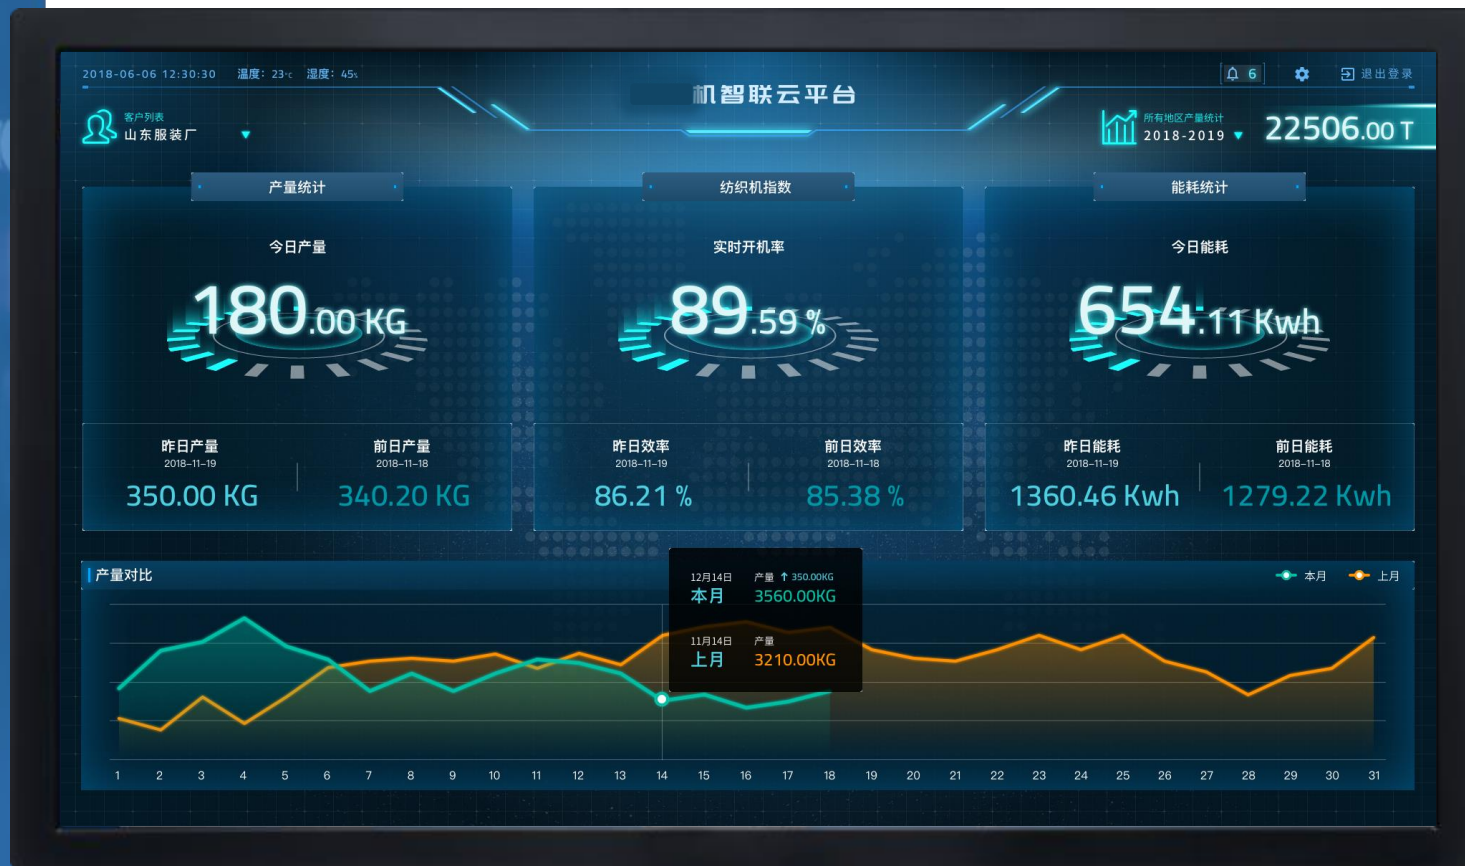 2018-06-06 12:30:30 温度：23℃ 湿度：45%
机智联云平台
6
退出登录
客户列表
山东服装厂
所有地区产量统计
2018-2019
22506.00 T
产量统计
今日产量
180.00 KG
昨日产量
2018-11-19
350.00 KG
前日产量
2018-11-18
340.20 KG
纺织机指数
实时开机率
89.59 %
昨日效率
2018-11-19
86.21 %
前日效率
2018-11-18
85.38 %
能耗统计
今日能耗
654.11 Kwh
昨日能耗
2018-11-19
1360.46 Kwh
前日能耗
2018-11-18
1279.22 Kwh
产量对比
本月 上月
12月14日 产量 ↑ 350.00KG
本月 3560.00KG
11月14日 产量
上月 3210.00KG
1 2 3 4 5 6 7 8 9 10 11 12 13 14 15 16 17 18 19 20 21 22 23 24 25 26 27 28 29 30 31